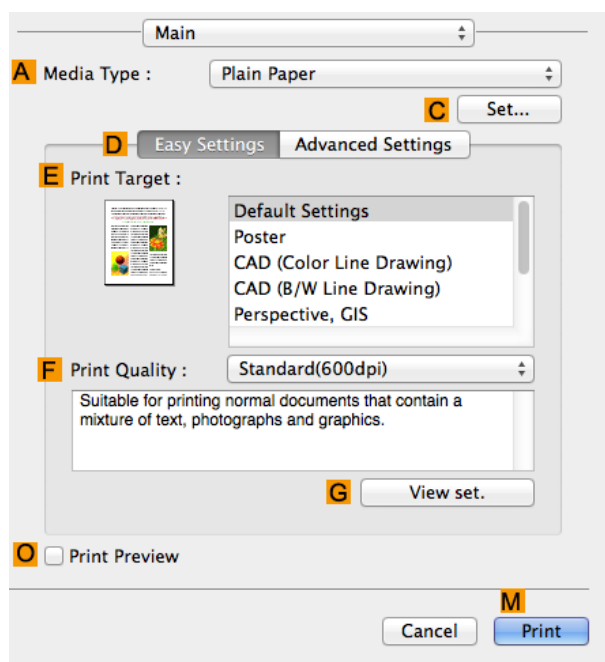 Main
A Media Type : Plain Paper
C Set...
D Easy Settings Advanced Settings
E Print Target :
Default Settings
Poster
CAD (Color Line Drawing)
CAD (B/W Line Drawing)
Perspective, GIS
F Print Quality : Standard(600dpi)
Suitable for printing normal documents that contain a
mixture of text, photographs and graphics.
G View set.
O Print Preview
M
Cancel Print